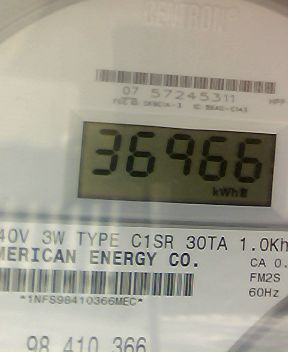 CENTRON
07 57245311
36966
kWh
40V 3W TYPE C1SR 30TA 1.0Kh
MERICAN ENERGY CO.
CA 0.
FM2S
60Hz
*1NFS98410366MEC*
98 410 366